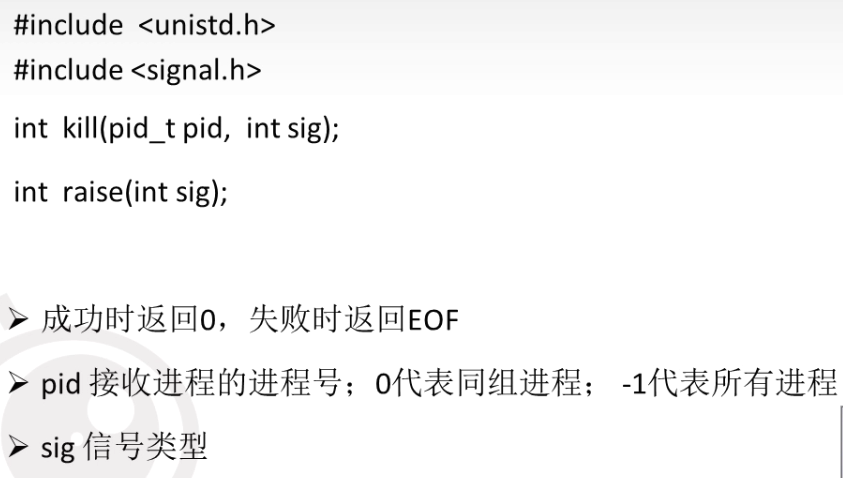 #include <unistd.h>
#include <signal.h>
int kill(pid_t pid, int sig);
int raise(int sig);
➢ 成功时返回0，失败时返回EOF
➢ pid 接收进程的进程号；0代表同组进程； -1代表所有进程
➢ sig 信号类型